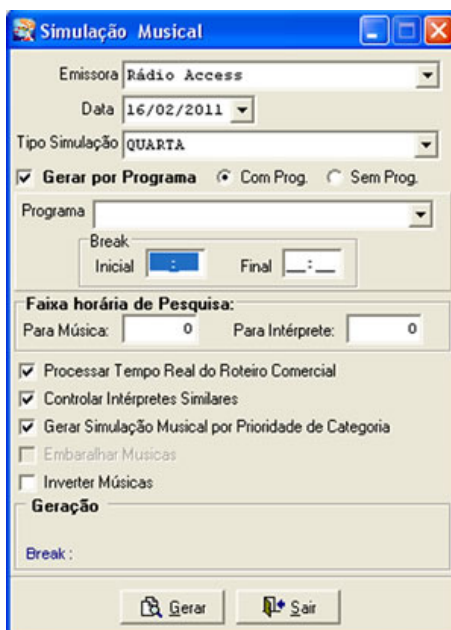 Simulação Musical
Emissora Rádio Access
Data 16/02/2011
Tipo Simulação QUARTA
Gerar por Programa Com Prog. Sem Prog.
Programa
Break
Inicial : Final __:__
Faixa horária de Pesquisa:
Para Música: 0 Para Intérprete: 0
Processar Tempo Real do Roteiro Comercial
Controlar Intérpretes Similares
Gerar Simulação Musical por Prioridade de Categoria
Embaralhar Musicas
Inverter Músicas
Geração
Break :
Gerar Sair